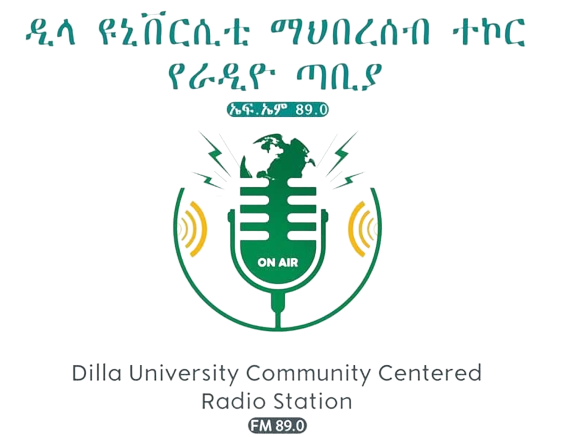 ዲላ ዩኒቨርሲቲ ማህበረሰብ ተኮር
የራዲዮ ጣቢያ
ኤፍ.ኤም 89.0
ON AIR
Dilla University Community Centered
Radio Station
FM 89.0